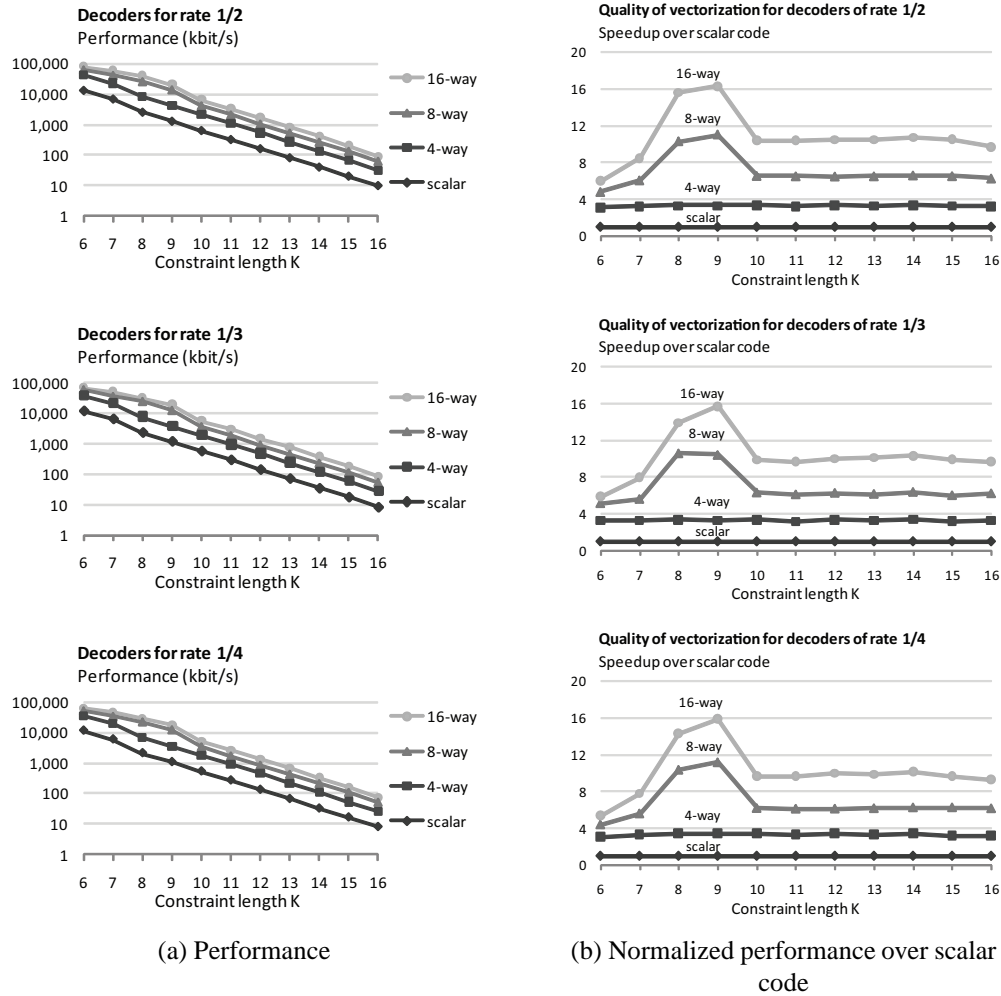 Decoders for rate 1/2
Performance (kbit/s)
100,000
10,000
1,000
100
10
1
6 7 8 9 10 11 12 13 14 15 16
Constraint length K
16-way
8-way
4-way
scalar
Quality of vectorization for decoders of rate 1/2
Speedup over scalar code
20
16
12
8
4
0
16-way
8-way
4-way
scalar
6 7 8 9 10 11 12 13 14 15 16
Constraint length K
Decoders for rate 1/3
Performance (kbit/s)
100,000
10,000
1,000
100
10
1
6 7 8 9 10 11 12 13 14 15 16
Constraint length K
16-way
8-way
4-way
scalar
Quality of vectorization for decoders of rate 1/3
Speedup over scalar code
20
16
12
8
4
0
16-way
8-way
4-way
scalar
6 7 8 9 10 11 12 13 14 15 16
Constraint length K
Decoders for rate 1/4
Performance (kbit/s)
100,000
10,000
1,000
100
10
1
6 7 8 9 10 11 12 13 14 15 16
Constraint length K
16-way
8-way
4-way
scalar
Quality of vectorization for decoders of rate 1/4
Speedup over scalar code
20
16
12
8
4
0
16-way
8-way
4-way
scalar
6 7 8 9 10 11 12 13 14 15 16
Constraint length K
(a) Performance
(b) Normalized performance over scalar
code